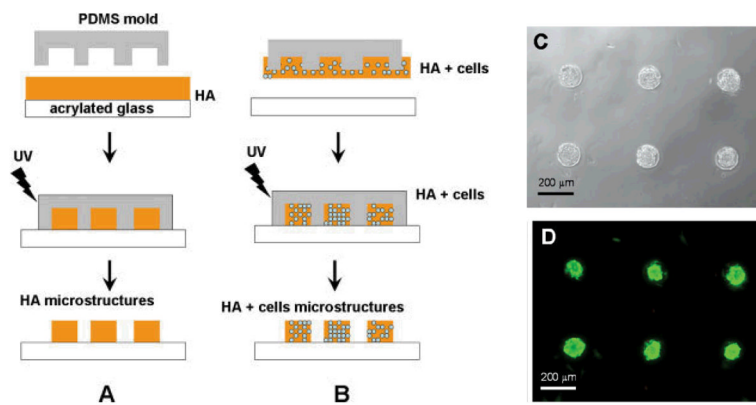 PDMS mold
HA
acrylated glass
UV
HA microstructures
A
HA + cells
UV
HA + cells
HA + cells microstructures
B
C
200 μm
D
200 μm